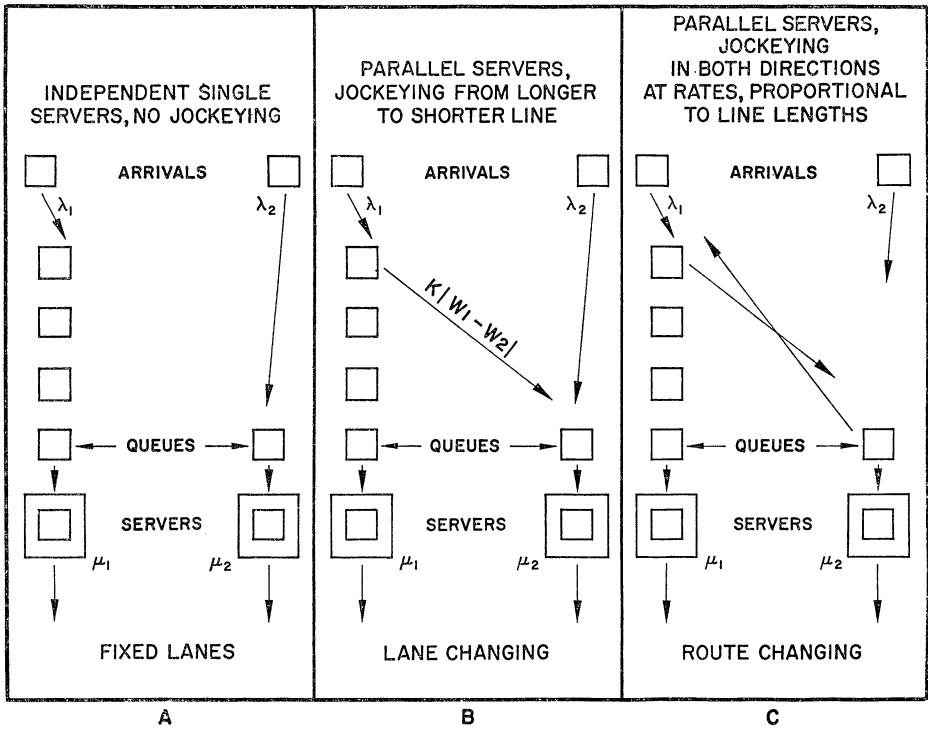 INDEPENDENT SINGLE
SERVERS, NO JOCKEYING
ARRIVALS
λ₁
λ₂
QUEUES
SERVERS
μ₁
μ₂
FIXED LANES
A
PARALLEL SERVERS,
JOCKEYING FROM LONGER
TO SHORTER LINE
ARRIVALS
λ₁
λ₂
K|W₁-W₂|
QUEUES
SERVERS
μ₁
μ₂
LANE CHANGING
B
PARALLEL SERVERS,
JOCKEYING
IN BOTH DIRECTIONS
AT RATES, PROPORTIONAL
TO LINE LENGTHS
ARRIVALS
λ₁
λ₂
QUEUES
SERVERS
μ₁
μ₂
ROUTE CHANGING
C